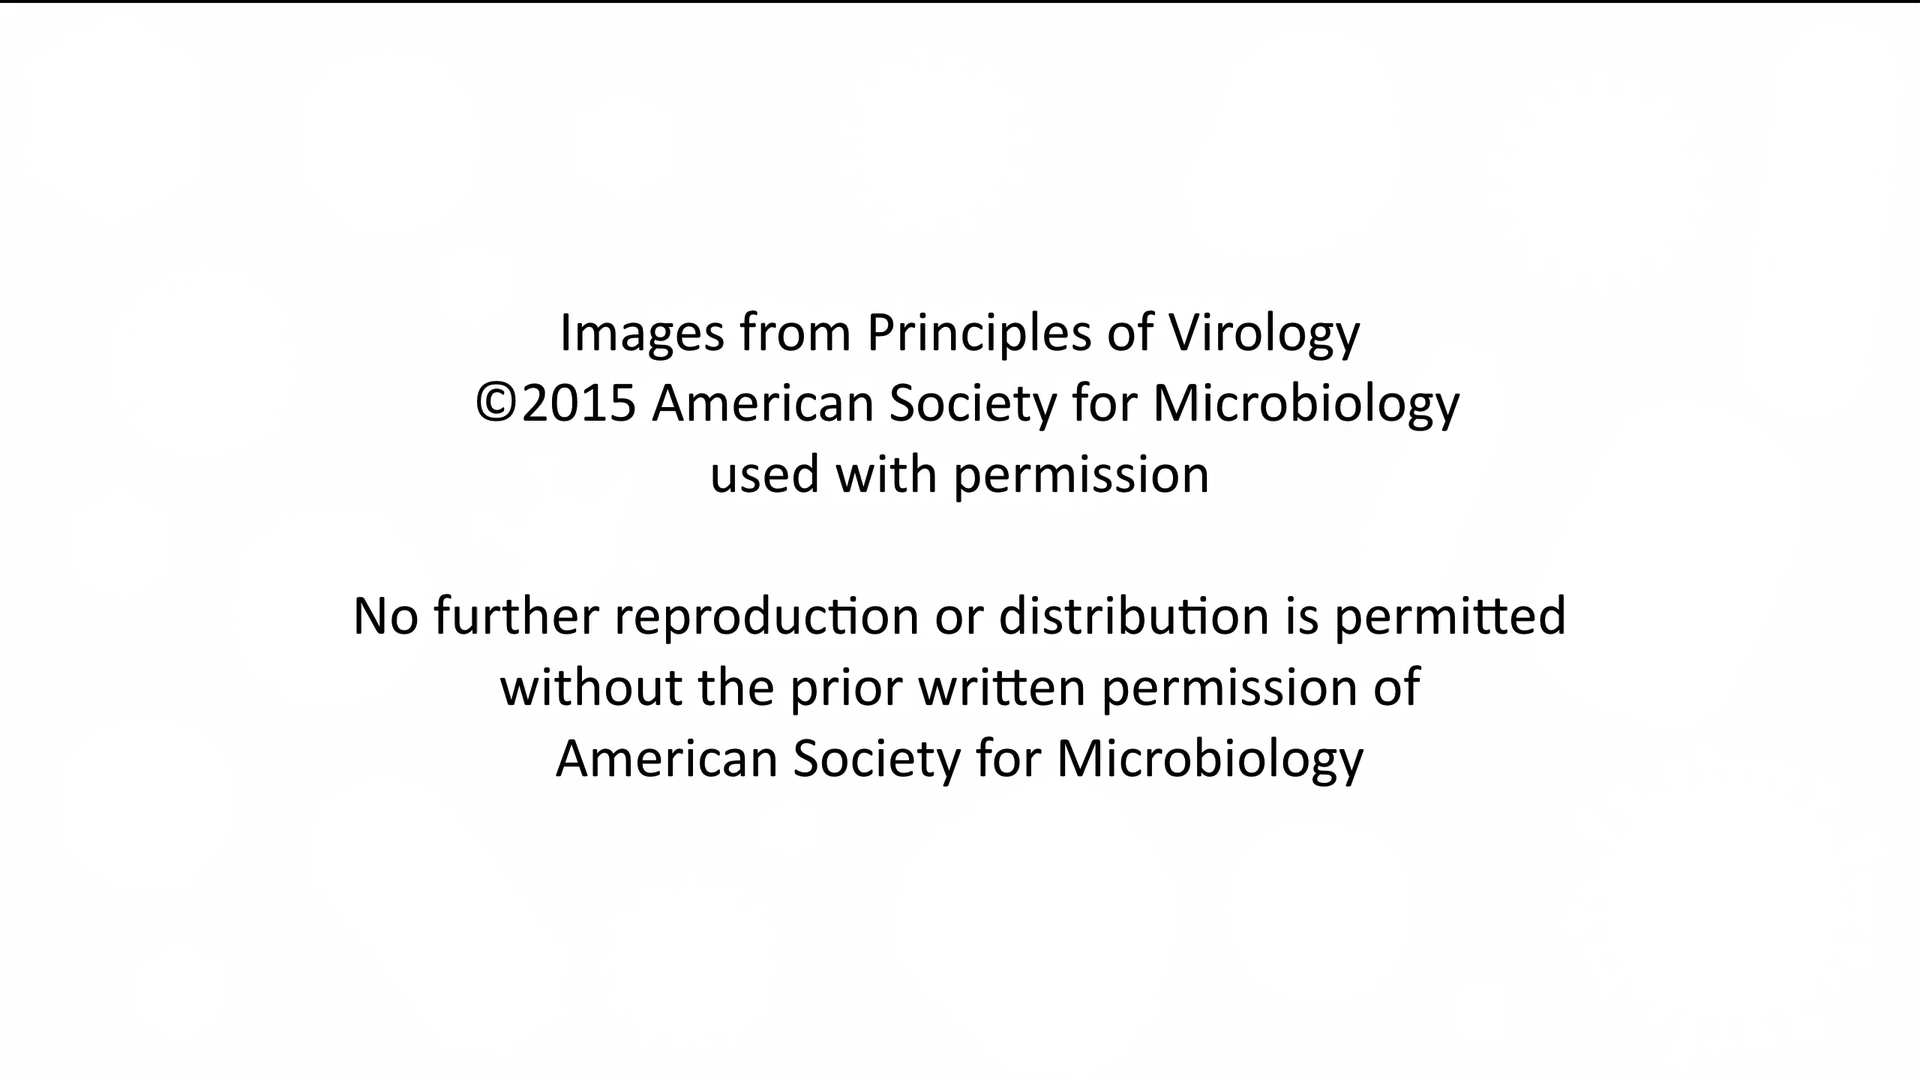 Images from Principles of Virology
©2015 American Society for Microbiology
used with permission
No further reproduction or distribution is permitted
without the prior written permission of
American Society for Microbiology